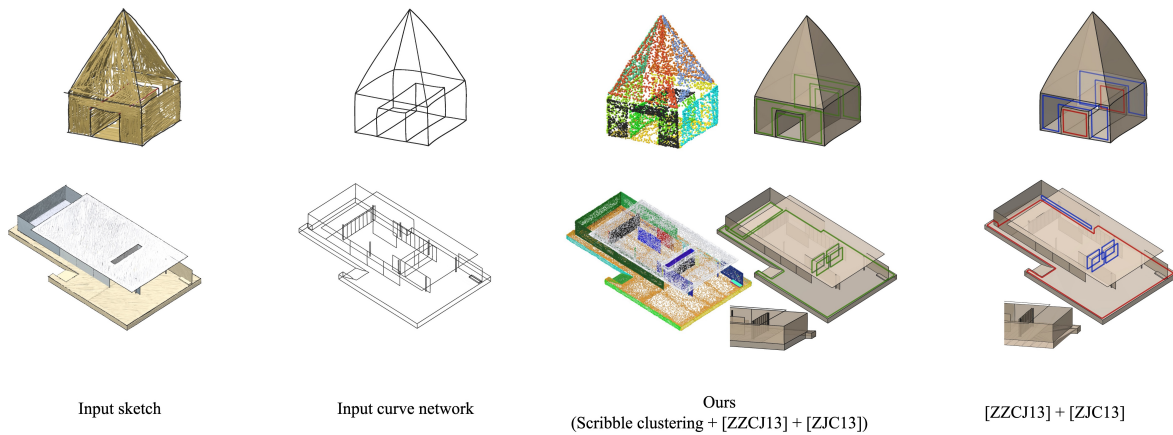 Input sketch
Input curve network
Ours
(Scribble clustering + [ZZCJ13] + [ZJC13])
[ZZCJ13] + [ZJC13]